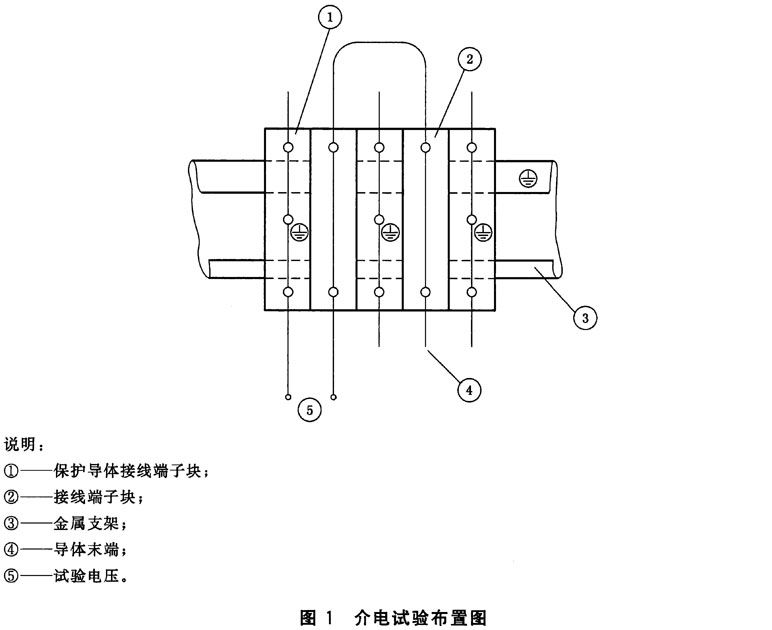 ①
②
③
④
⑤
说明：
①——保护导体接线端子块；
②——接线端子块；
③——金属支架；
④——导体末端；
⑤——试验电压。
图 1 介电试验布置图